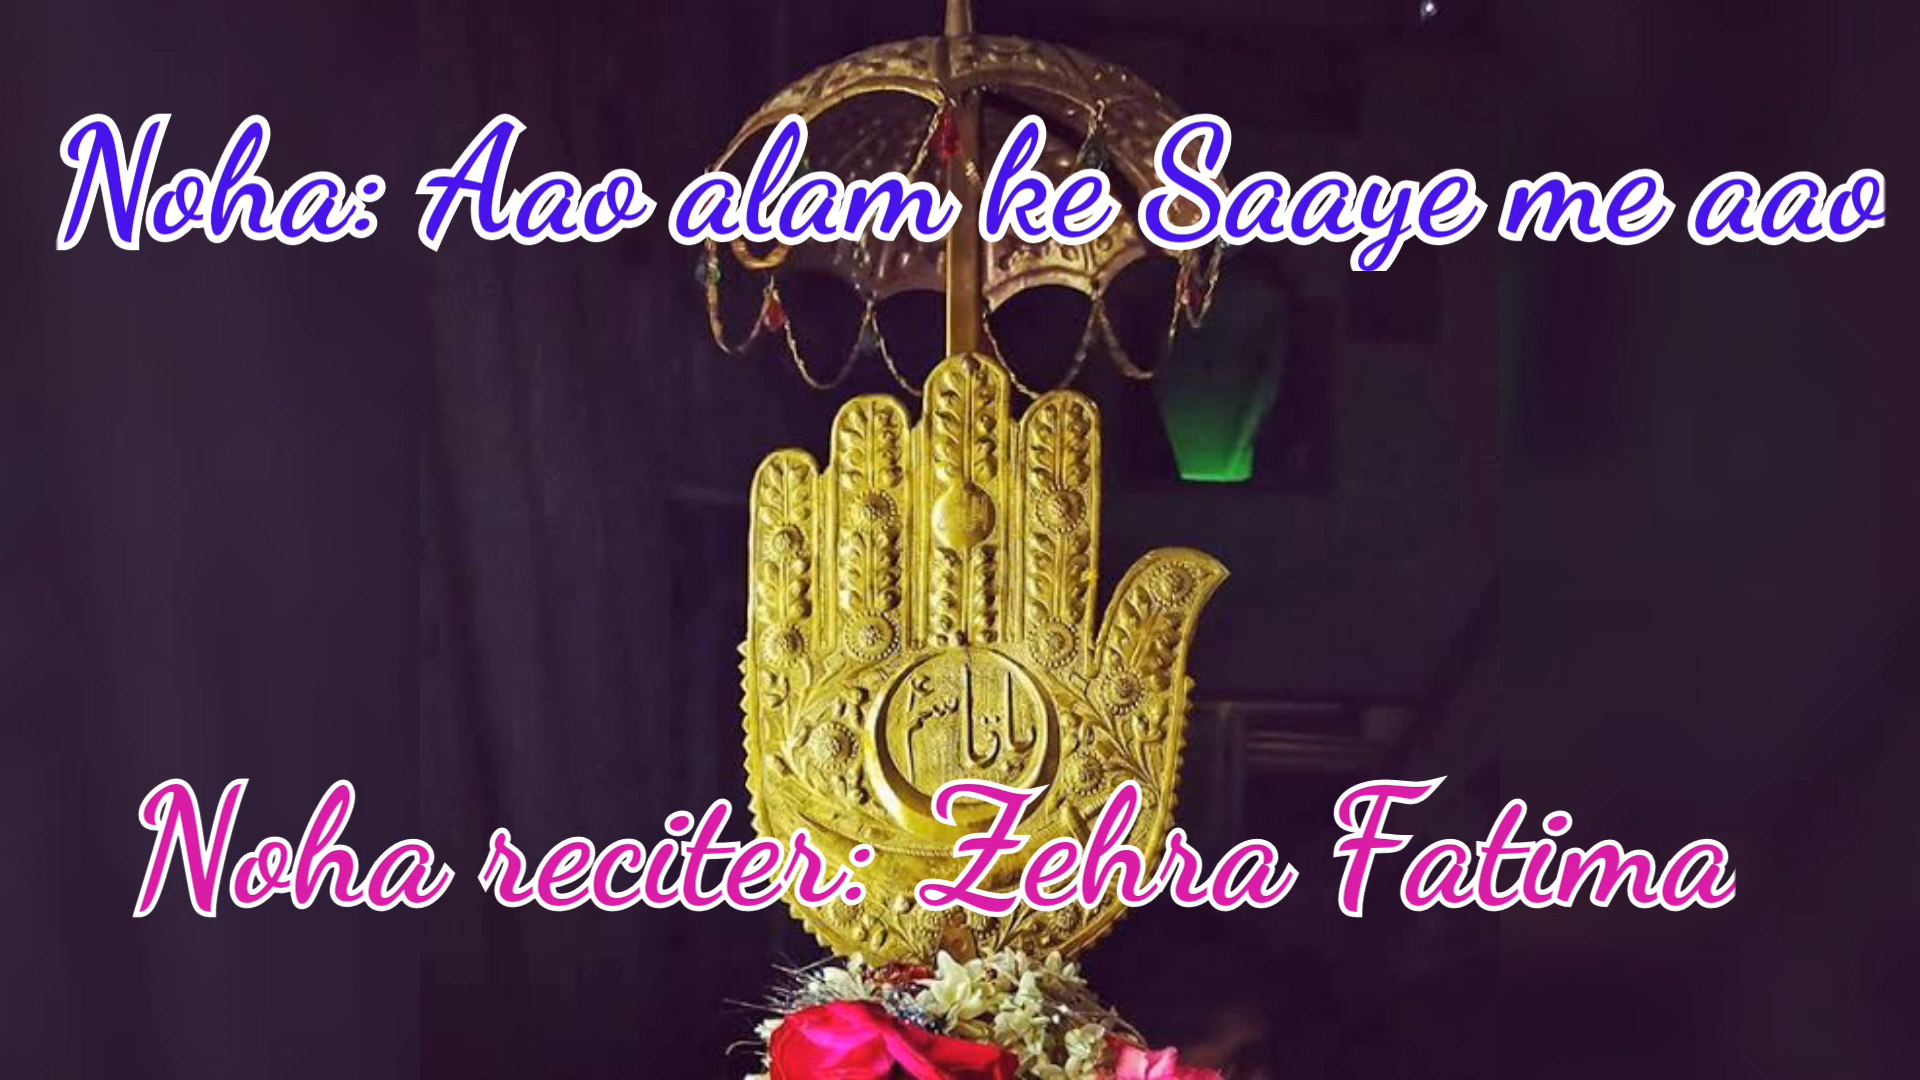 Noha: Aao alam ke Saaye me aao
یا قاسمؑ
Noha reciter: Zehra Fatima